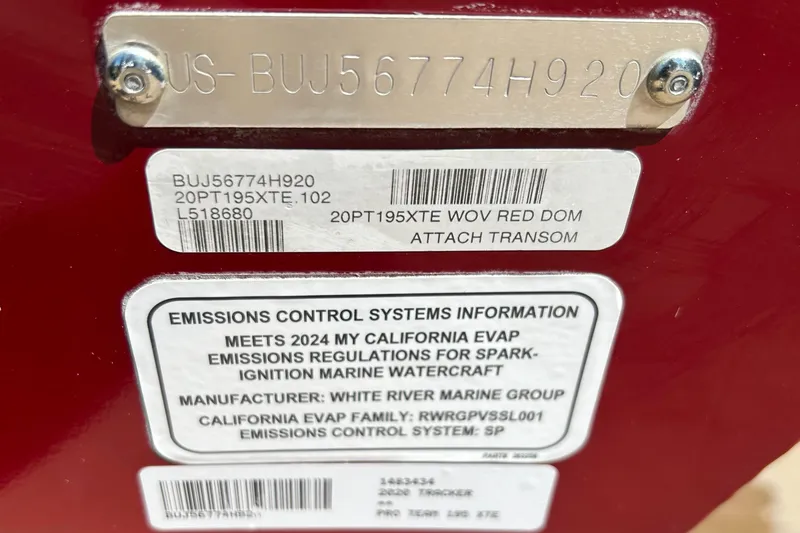 US-BUJ56774H920
BUJ56774H920
20PT195XTE.102
L518680
20PT195XTE WOV RED DOM
ATTACH TRANSOM
EMISSIONS CONTROL SYSTEMS INFORMATION
MEETS 2024 MY CALIFORNIA EVAP
EMISSIONS REGULATIONS FOR SPARK-
IGNITION MARINE WATERCRAFT
MANUFACTURER: WHITE RIVER MARINE GROUP
CALIFORNIA EVAP FAMILY: RWRGPVSSL001
EMISSIONS CONTROL SYSTEM: SP
1483434
2020 TRACKER
PRO TEAM 195 XTE